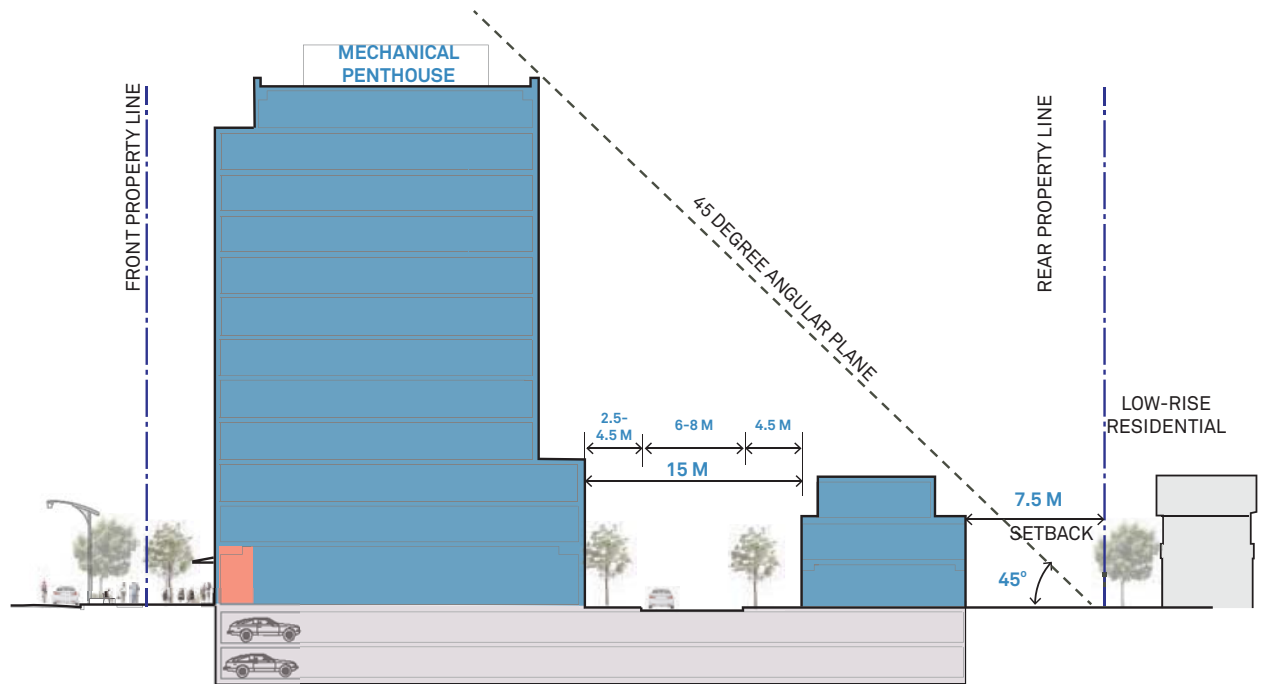 MECHANICAL
PENTHOUSE
FRONT PROPERTY LINE
45 DEGREE ANGULAR PLANE
REAR PROPERTY LINE
LOW-RISE
RESIDENTIAL
2.5-
4.5 M
6-8 M
4.5 M
15 M
7.5 M
SETBACK
45°